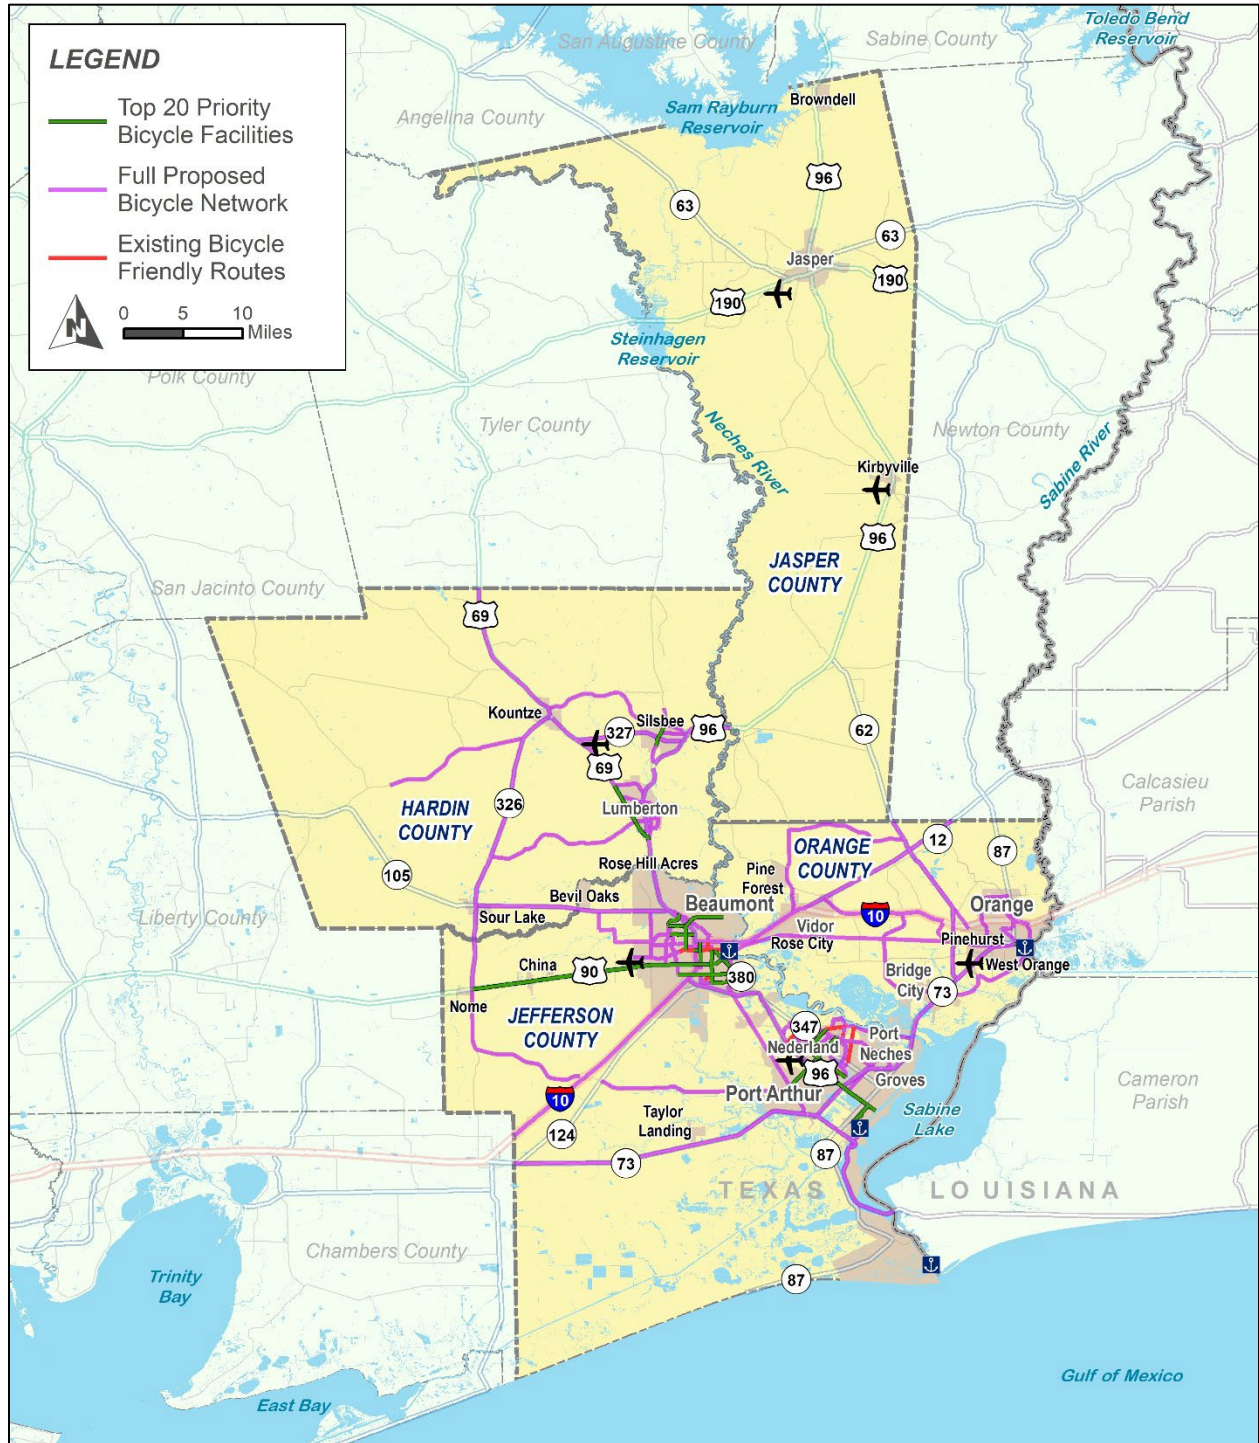 LEGEND
Top 20 Priority
Bicycle Facilities
Full Proposed
Bicycle Network
Existing Bicycle
Friendly Routes
N
0 5 10
Miles
Toledo Bend
Reservoir
San Augustine County
Sabine County
Angelina County
Sam Rayburn
Reservoir
Browndell
96
63
63
Jasper
190
190
Steinhagen
Reservoir
Polk County
Tyler County
Neches River
Newton County
Sabine River
Kirbyville
96
JASPER
COUNTY
San Jacinto County
69
Kountze
327
Silsbee
96
62
69
Calcasieu
Parish
HARDIN
COUNTY
326
Lumberton
105
Rose Hill Acres
Pine
Forest
ORANGE
COUNTY
12
87
Bevil Oaks
Beaumont
Orange
Liberty County
Sour Lake
10
Vidor
Rose City
Pinehurst
West Orange
China
90
380
Bridge
City
73
Nome
JEFFERSON
COUNTY
347
Nederland
Port
Neches
96
Groves
Port Arthur
Cameron
Parish
10
124
Taylor
Landing
Sabine
Lake
73
87
TEXAS
LOUISIANA
Chambers County
Trinity
Bay
87
East Bay
Gulf of Mexico